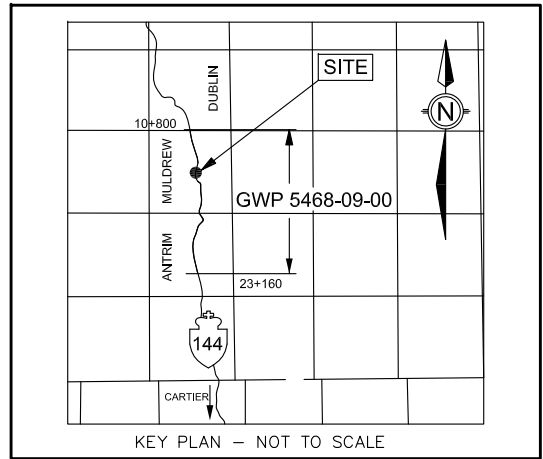 DUBLIN
SITE
10+800
N
MULDREW
GWP 5468-09-00
ANTRIM
23+160
144
CARTIER
KEY PLAN – NOT TO SCALE